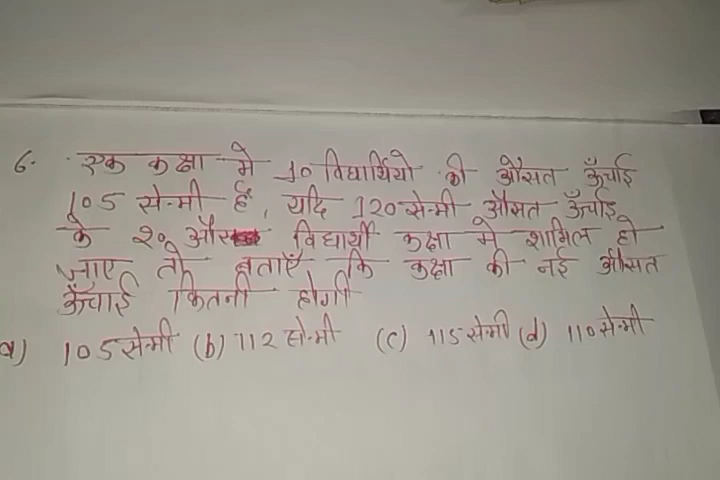 6. एक कक्षा मे 10 विद्यार्थियो की औसत ऊँचाई
105 से.मी है, यदि 120 से.मी औसत ऊँचाई
के 20 और विद्यार्थी कक्षा मे शामिल हो
जाए तो बताएँ कि कक्षा की नई औसत
ऊँचाई कितनी होगी
a) 105 से.मी (b) 112 से.मी (c) 115 से.मी (d) 110 से.मी